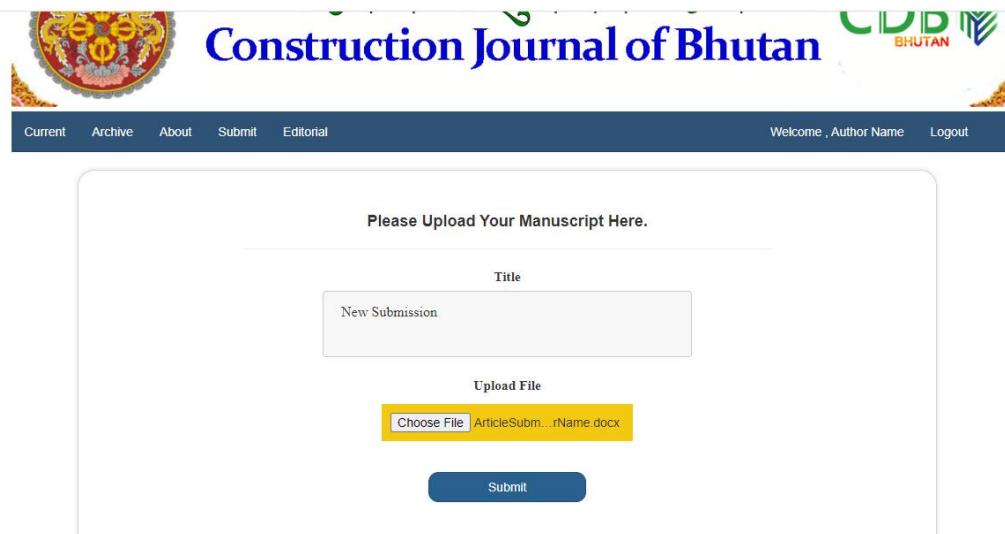 Construction Journal of Bhutan
CDB
BHUTAN
Current Archive About Submit Editorial Welcome , Author Name Logout
Please Upload Your Manuscript Here.
Title
New Submission
Upload File
Choose File ArticleSubm...rName.docx
Submit